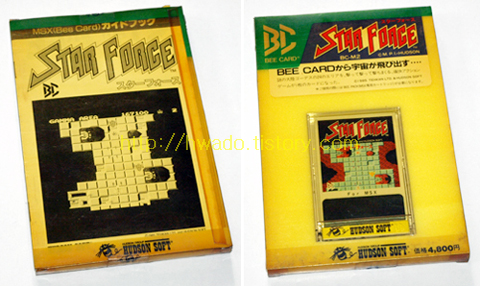 MSX(Bee Card)ガイドブック
STAR FORCE
BC
スターフォース
157100
HUDSON SOFT
スターフォース
BC
STAR FORCE
BEE CARD
BC-M2
BEE CARDから宇宙が飛び出す····
STAR FORCE
For MSX
HUDSON SOFT
価格4,800円
http://hwado.tistory.com